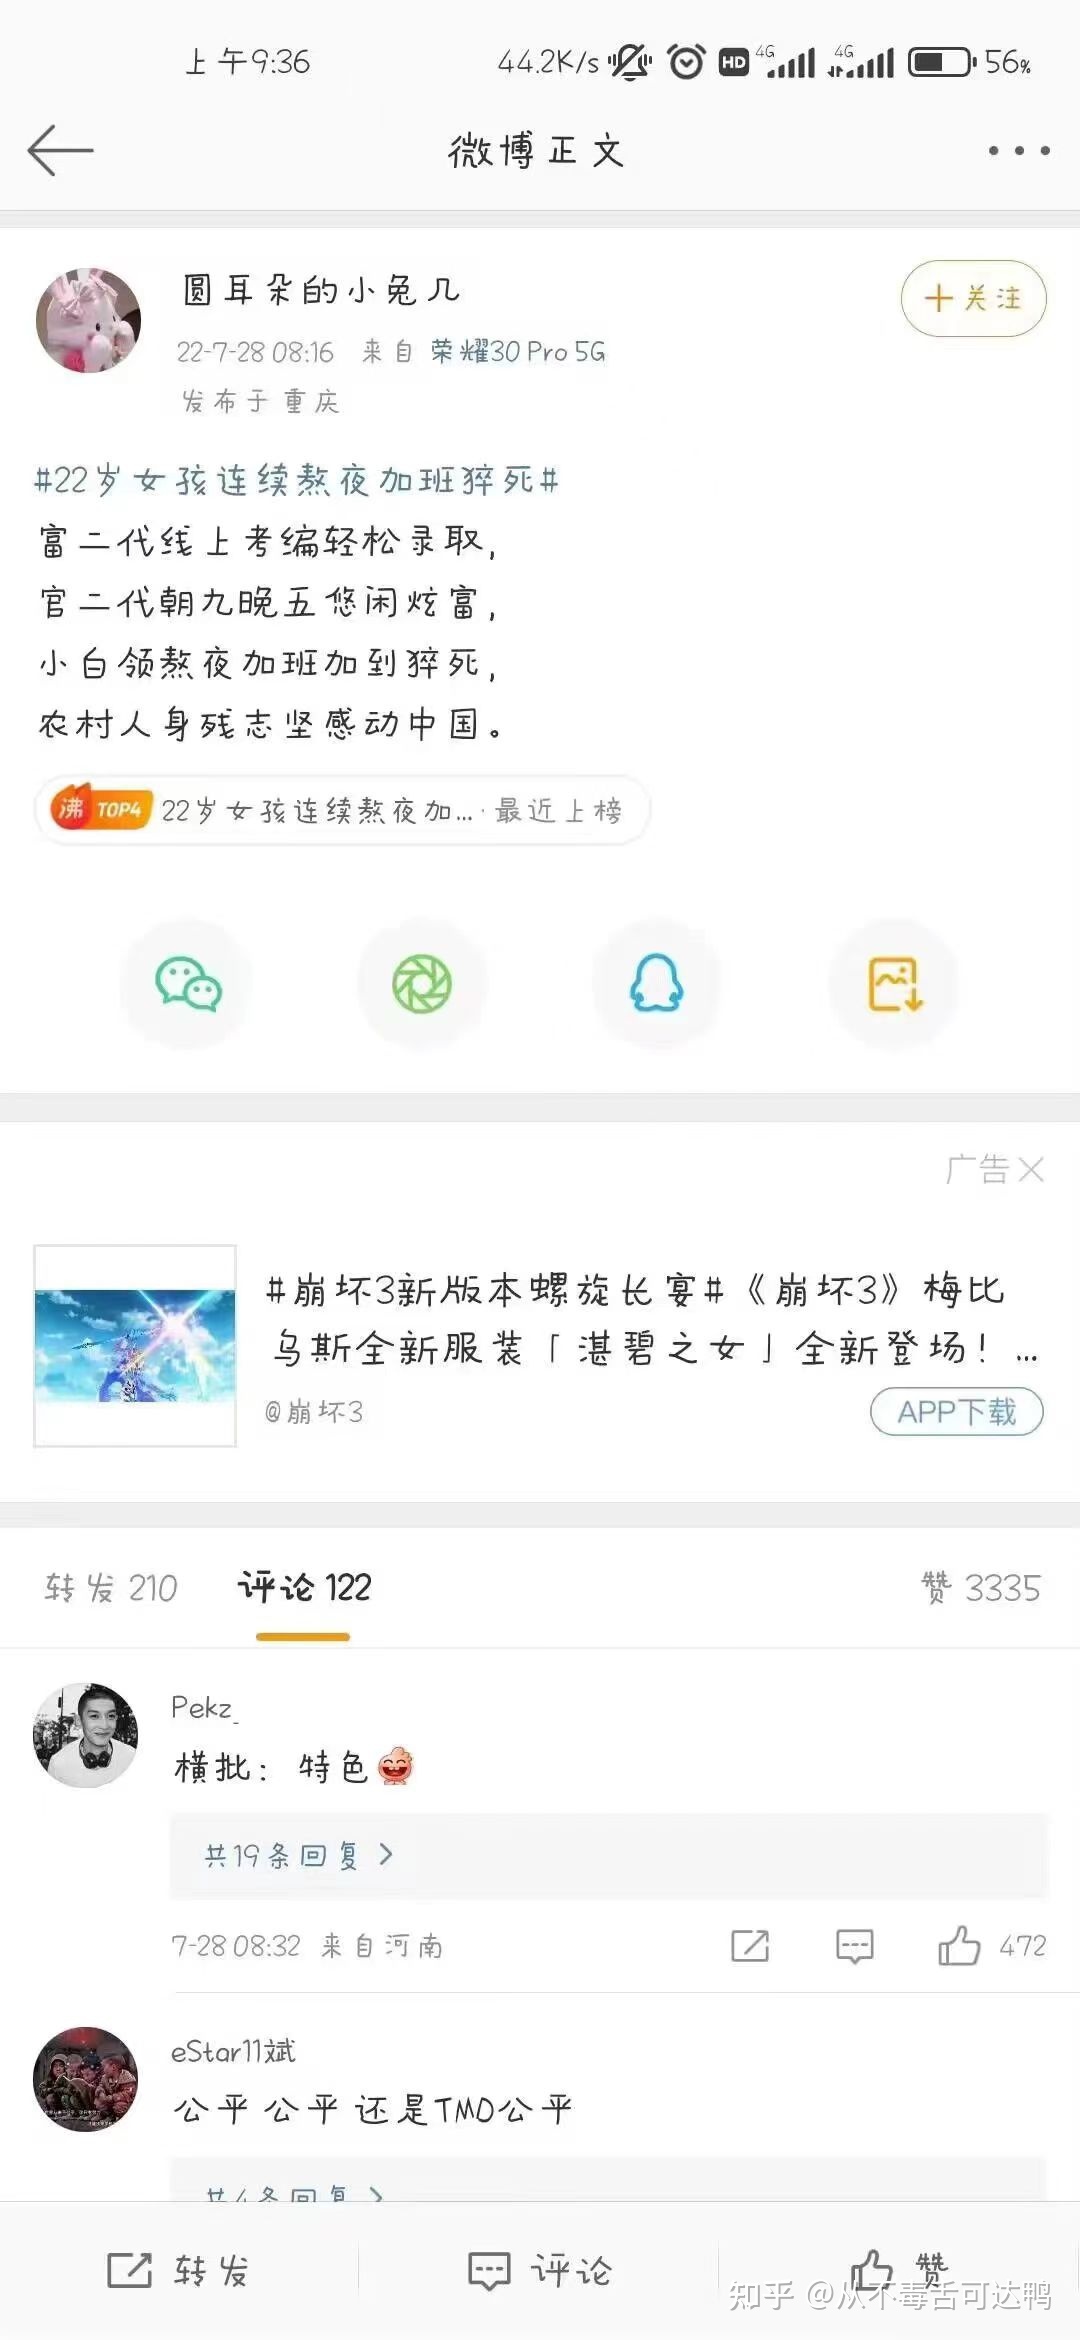 上午9:36 44.2K/s HD 4G 4G 56%
微博正文
圆耳朵的小兔几
＋关注
22-7-28 08:16 来自 荣耀30 Pro 5G
发布于 重庆
#22岁女孩连续熬夜加班猝死#
富二代线上考编轻松录取,
官二代朝九晚五悠闲炫富,
小白领熬夜加班加到猝死,
农村人身残志坚感动中国。
沸 TOP4 22岁女孩连续熬夜加...·最近上榜
广告
#崩坏3新版本螺旋长宴#《崩坏3》梅比
乌斯全新服装「湛碧之女」全新登场！...
@崩坏3
APP下载
转发 210 评论 122 赞 3335
Pekz_
横批：特色
共19条回复
7-28 08:32 来自河南 472
eStar11斌
公平 公平 还是TMD公平
共4条回复
转发 评论 赞
知乎 @从不毒舌可达鸭